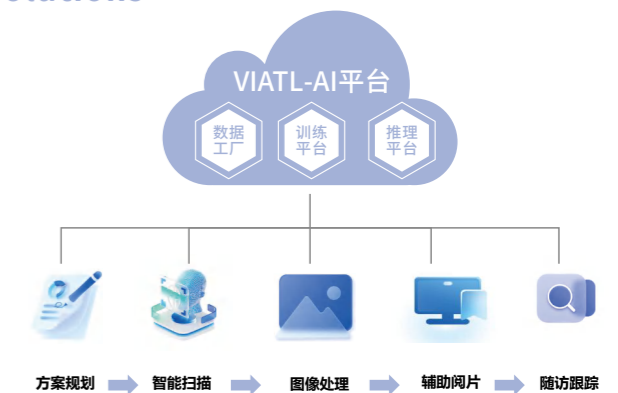 VIATL-AI平台
数据
工厂
训练
平台
推理
平台
方案规划
智能扫描
图像处理
辅助阅片
随访跟踪